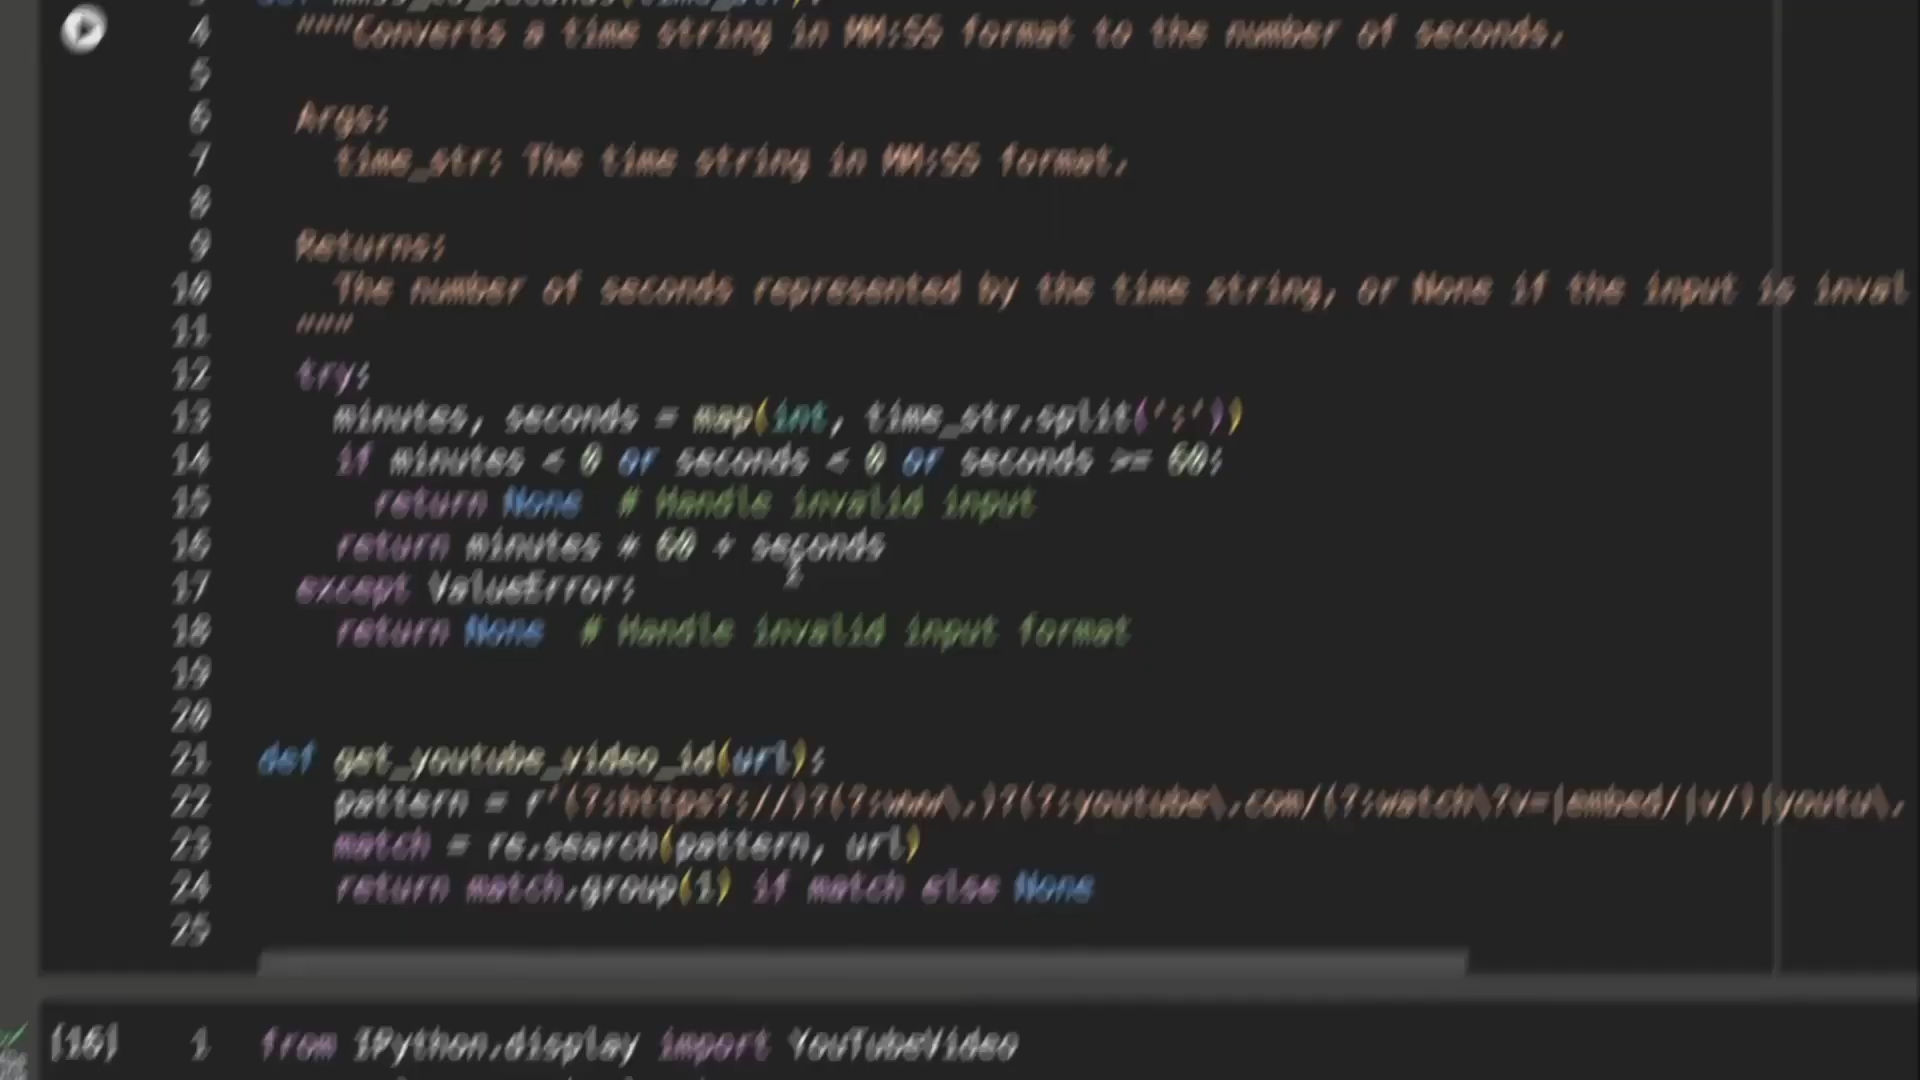 4 """Converts a time string in MM:SS format to the number of seconds.
5
6 Args:
7 time_str: The time string in MM:SS format.
8
9 Returns:
10 The number of seconds represented by the time string, or None if the input is inval
11 """
12 try:
13 minutes, seconds = map(int, time_str.split(':'))
14 if minutes < 0 or seconds < 0 or seconds >= 60:
15 return None # Handle invalid input
16 return minutes * 60 + seconds
17 except ValueError:
18 return None # Handle invalid input format
19
20
21 def get_youtube_video_id(url):
22 pattern = r'(?:https?://)?(?:www\.)?(?:youtube\.com/(?:watch\?v=|embed/|v/)|youtu\.
23 match = re.search(pattern, url)
24 return match.group(1) if match else None
25
[16] 1 from IPython.display import YouTubeVideo